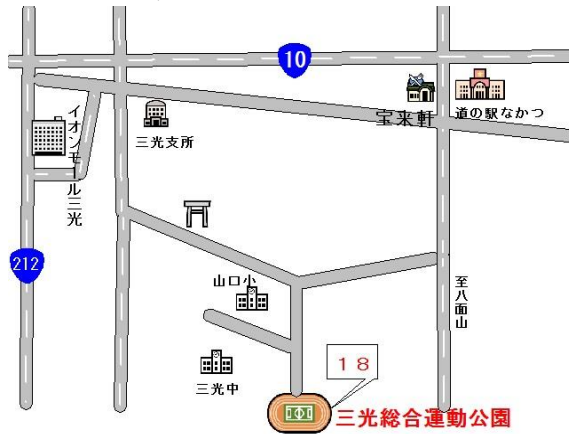 10
宝来軒
道の駅なかつ
三光支所
イオンモール三光
212
山口小
至八面山
三光中
18
三光総合運動公園